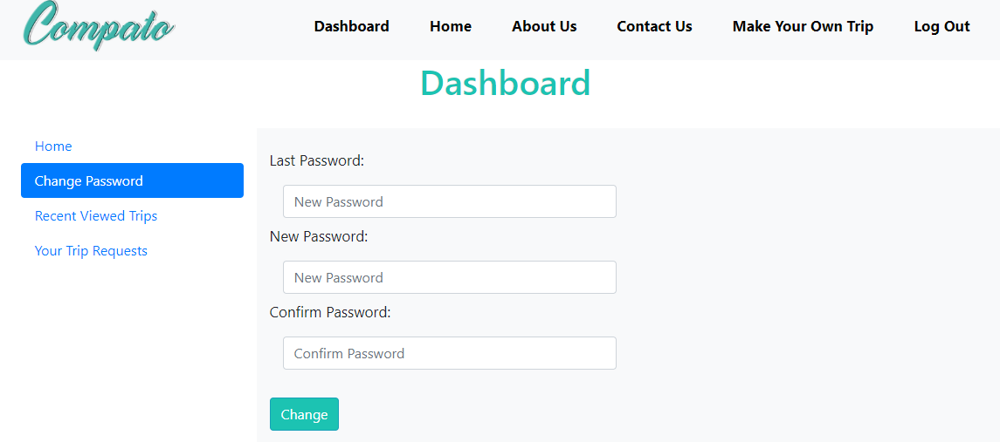 Compato
Dashboard Home About Us Contact Us Make Your Own Trip Log Out
Dashboard
Home
Change Password
Recent Viewed Trips
Your Trip Requests
Last Password:
New Password
New Password:
New Password
Confirm Password:
Confirm Password
Change